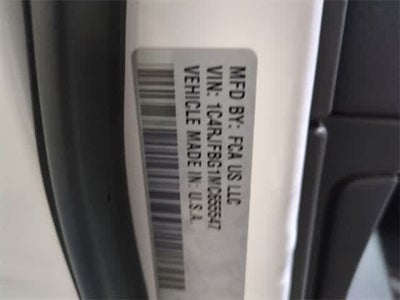 MFD BY: FCA US LLC
VIN: 1C4RJFBG1MC655547
VEHICLE MADE IN: U.S.A.